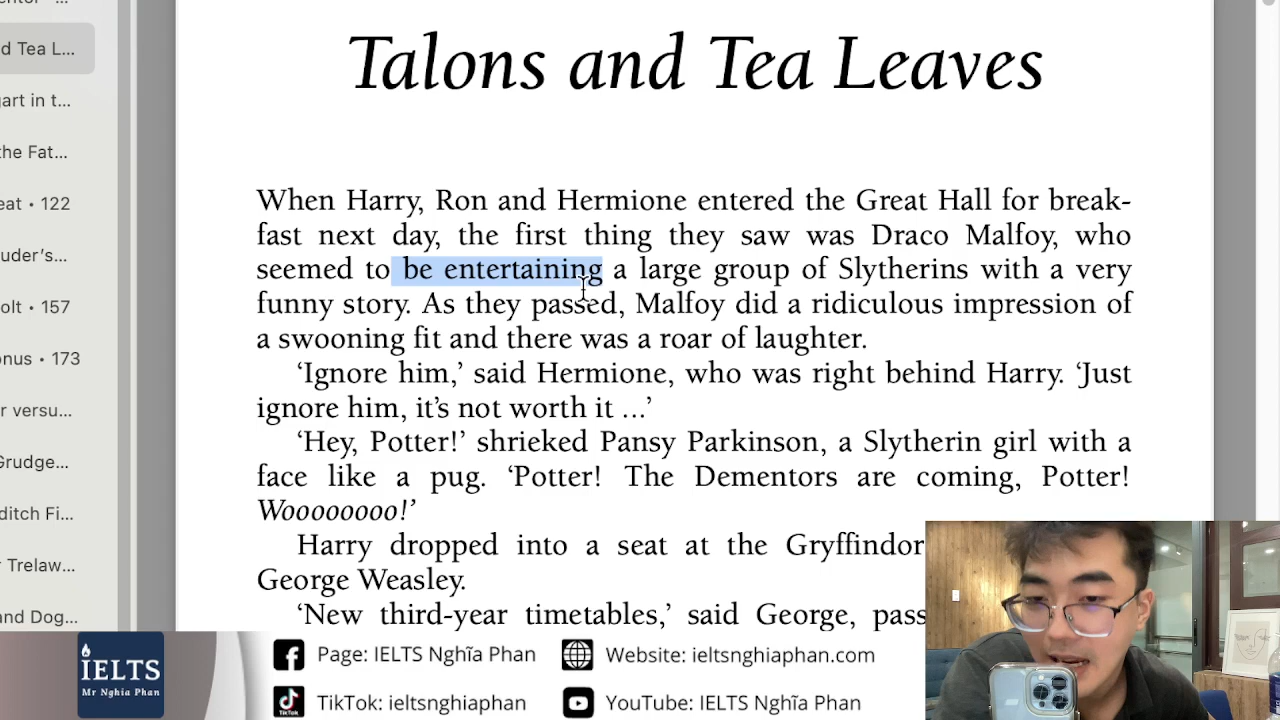 Talons and Tea Leaves
d Tea L...
art in t...
the Fat...
eat • 122
uder's...
olt • 157
onus • 173
r versu...
Grudge...
ditch Fi...
r Trelaw...
and Dog...
When Harry, Ron and Hermione entered the Great Hall for break-
fast next day, the first thing they saw was Draco Malfoy, who
seemed to be entertaining a large group of Slytherins with a very
funny story. As they passed, Malfoy did a ridiculous impression of
a swooning fit and there was a roar of laughter.
‘Ignore him,’ said Hermione, who was right behind Harry. ‘Just
ignore him, it’s not worth it ...’
‘Hey, Potter!’ shrieked Pansy Parkinson, a Slytherin girl with a
face like a pug. ‘Potter! The Dementors are coming, Potter!
Woooooooo!’
Harry dropped into a seat at the Gryffindor
George Weasley.
‘New third-year timetables,’ said George, pass
IELTS
Mr Nghia Phan
Page: IELTS Nghĩa Phan
Website: ieltsnghiaphan.com
TikTok
TikTok: ieltsnghiaphan
YouTube: IELTS Nghĩa Phan